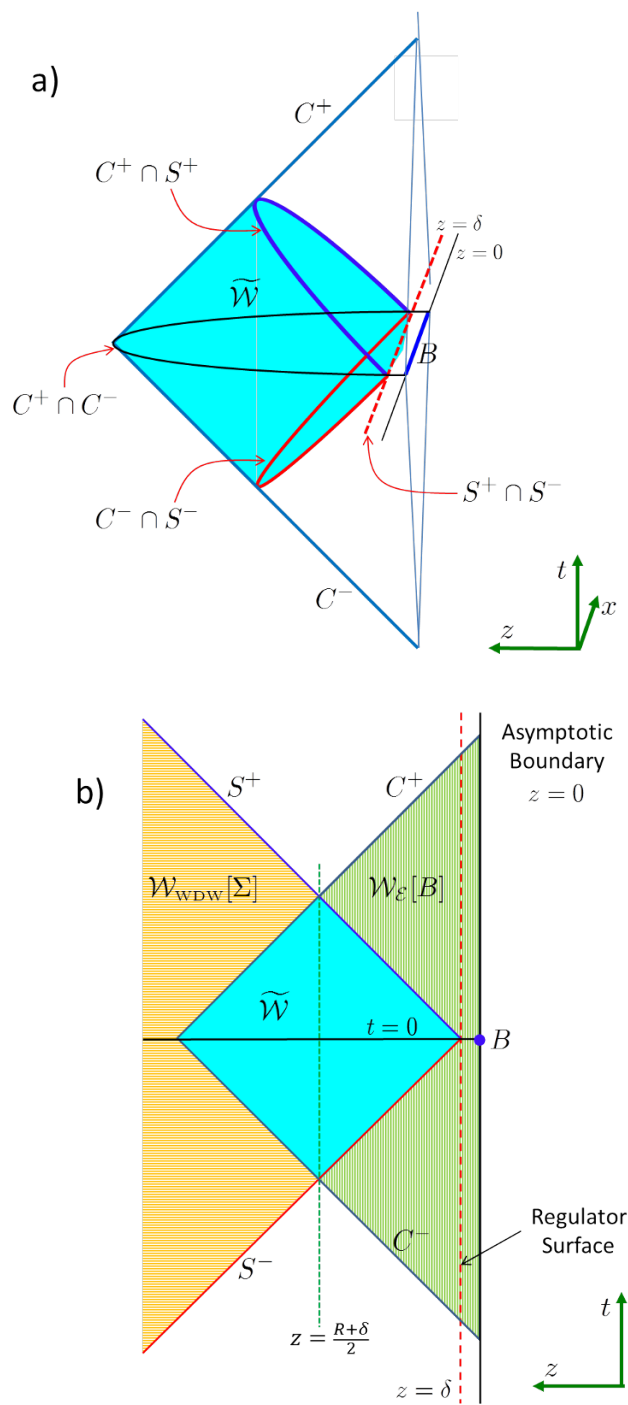 a)
C⁺
C⁺ ∩ S⁺
z = δ
z = 0
𝒲̃
B
C⁺ ∩ C⁻
S⁺ ∩ S⁻
C⁻ ∩ S⁻
C⁻
t
x
z
b)
S⁺
C⁺
Asymptotic
Boundary
z = 0
𝒲_WDW[Σ]
𝒲_ℰ[B]
𝒲̃
t = 0
B
Regulator
Surface
C⁻
S⁻
z = (R+δ)/2
z = δ
t
z